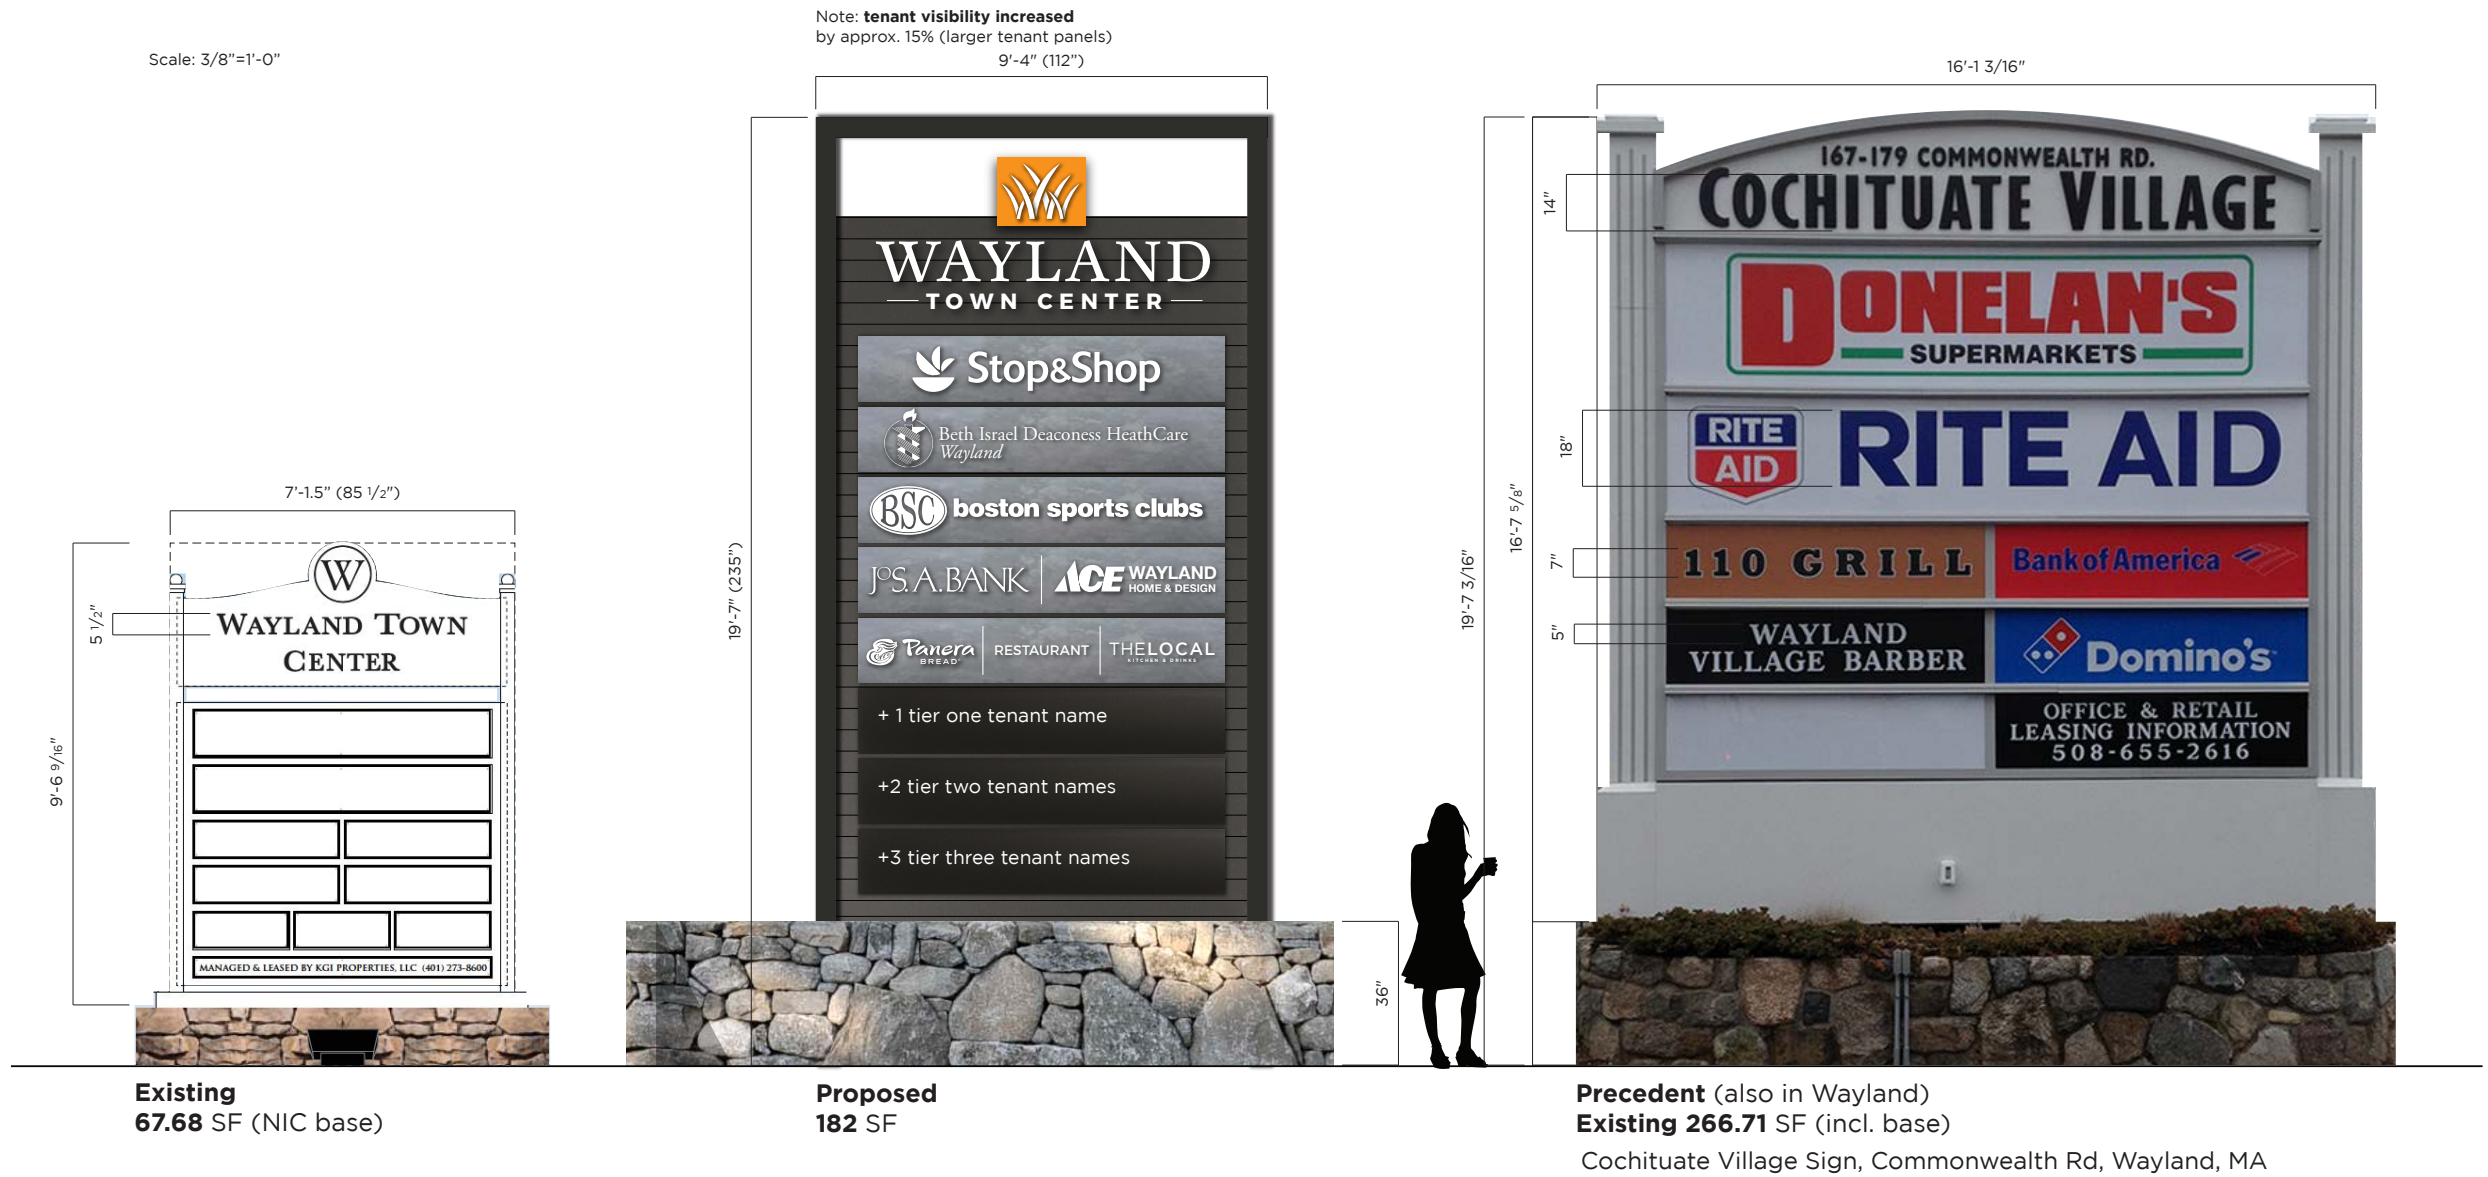 Note: tenant visibility increased
by approx. 15% (larger tenant panels)
Scale: 3/8”=1’-0”
9'-4" (112”)
16'-1 3/16"
7’-1.5” (85 1/2")
5 1/2"
9'-6 9/16"
W
WAYLAND TOWN
CENTER
MANAGED & LEASED BY KGI PROPERTIES, LLC (401) 273-8600
Existing
67.68 SF (NIC base)
19'-7" (235")
WAYLAND
TOWN CENTER
Stop&Shop
Beth Israel Deaconess HeathCare
Wayland
BSC boston sports clubs
JOS. A. BANK
ACE WAYLAND
HOME & DESIGN
Panera
BREAD
RESTAURANT
THELOCAL
KITCHEN & DRINKS
+ 1 tier one tenant name
+2 tier two tenant names
+3 tier three tenant names
36"
Proposed
182 SF
19'-7 3/16"
16'-7 5/8"
14"
18"
7"
5"
167-179 COMMONWEALTH RD.
COCHITUATE VILLAGE
DONELAN'S
SUPERMARKETS
RITE
AID
RITE AID
110 GRILL
Bank of America
WAYLAND
VILLAGE BARBER
Domino's
OFFICE & RETAIL
LEASING INFORMATION
508-655-2616
Precedent (also in Wayland)
Existing 266.71 SF (incl. base)
Cochituate Village Sign, Commonwealth Rd, Wayland, MA